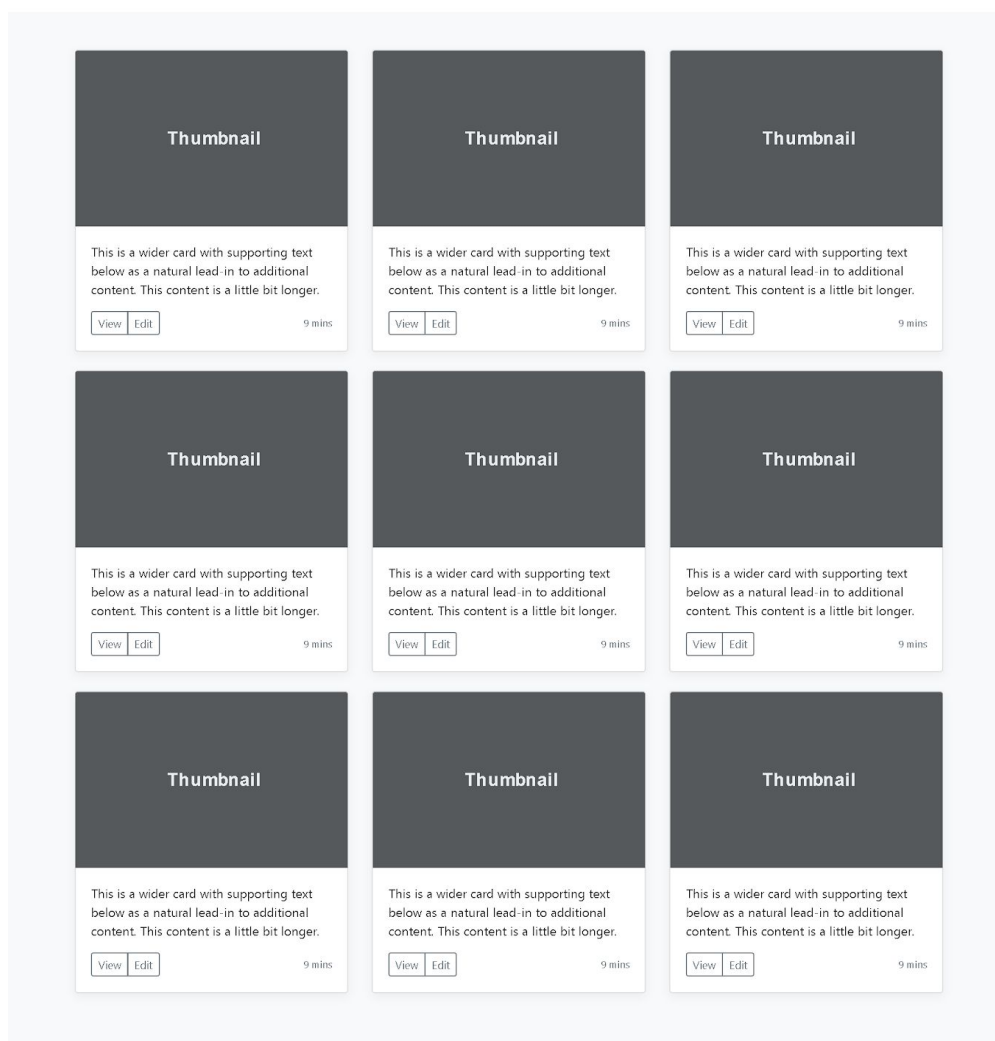 Thumbnail
This is a wider card with supporting text
below as a natural lead-in to additional
content. This content is a little bit longer.
View Edit 9 mins
Thumbnail
This is a wider card with supporting text
below as a natural lead-in to additional
content. This content is a little bit longer.
View Edit 9 mins
Thumbnail
This is a wider card with supporting text
below as a natural lead-in to additional
content. This content is a little bit longer.
View Edit 9 mins
Thumbnail
This is a wider card with supporting text
below as a natural lead-in to additional
content. This content is a little bit longer.
View Edit 9 mins
Thumbnail
This is a wider card with supporting text
below as a natural lead-in to additional
content. This content is a little bit longer.
View Edit 9 mins
Thumbnail
This is a wider card with supporting text
below as a natural lead-in to additional
content. This content is a little bit longer.
View Edit 9 mins
Thumbnail
This is a wider card with supporting text
below as a natural lead-in to additional
content. This content is a little bit longer.
View Edit 9 mins
Thumbnail
This is a wider card with supporting text
below as a natural lead-in to additional
content. This content is a little bit longer.
View Edit 9 mins
Thumbnail
This is a wider card with supporting text
below as a natural lead-in to additional
content. This content is a little bit longer.
View Edit 9 mins